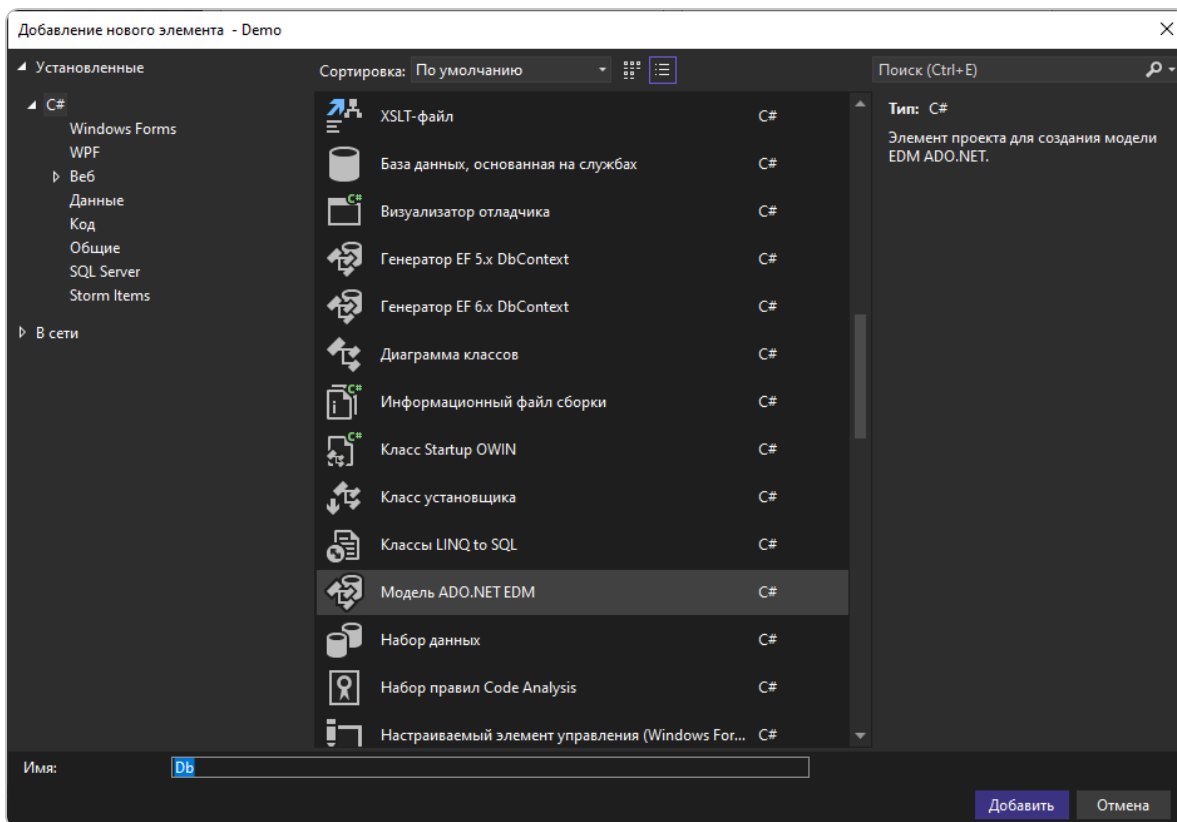 Добавление нового элемента - Demo
Установленные
C#
Windows Forms
WPF
Веб
Данные
Код
Общие
SQL Server
Storm Items
В сети
Сортировка: По умолчанию
XSLT-файл C#
База данных, основанная на службах C#
Визуализатор отладчика C#
Генератор EF 5.x DbContext C#
Генератор EF 6.x DbContext C#
Диаграмма классов C#
Информационный файл сборки C#
Класс Startup OWIN C#
Класс установщика C#
Классы LINQ to SQL C#
Модель ADO.NET EDM C#
Набор данных C#
Набор правил Code Analysis C#
Настраиваемый элемент управления (Windows For... C#
Поиск (Ctrl+E)
Тип: C#
Элемент проекта для создания модели
EDM ADO.NET.
Имя: Db
Добавить Отмена